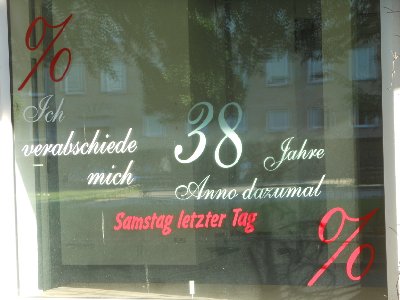 %
Ich
verabschiede
mich
38
Jahre
Anno dazumal
Samstag letzter Tag
%